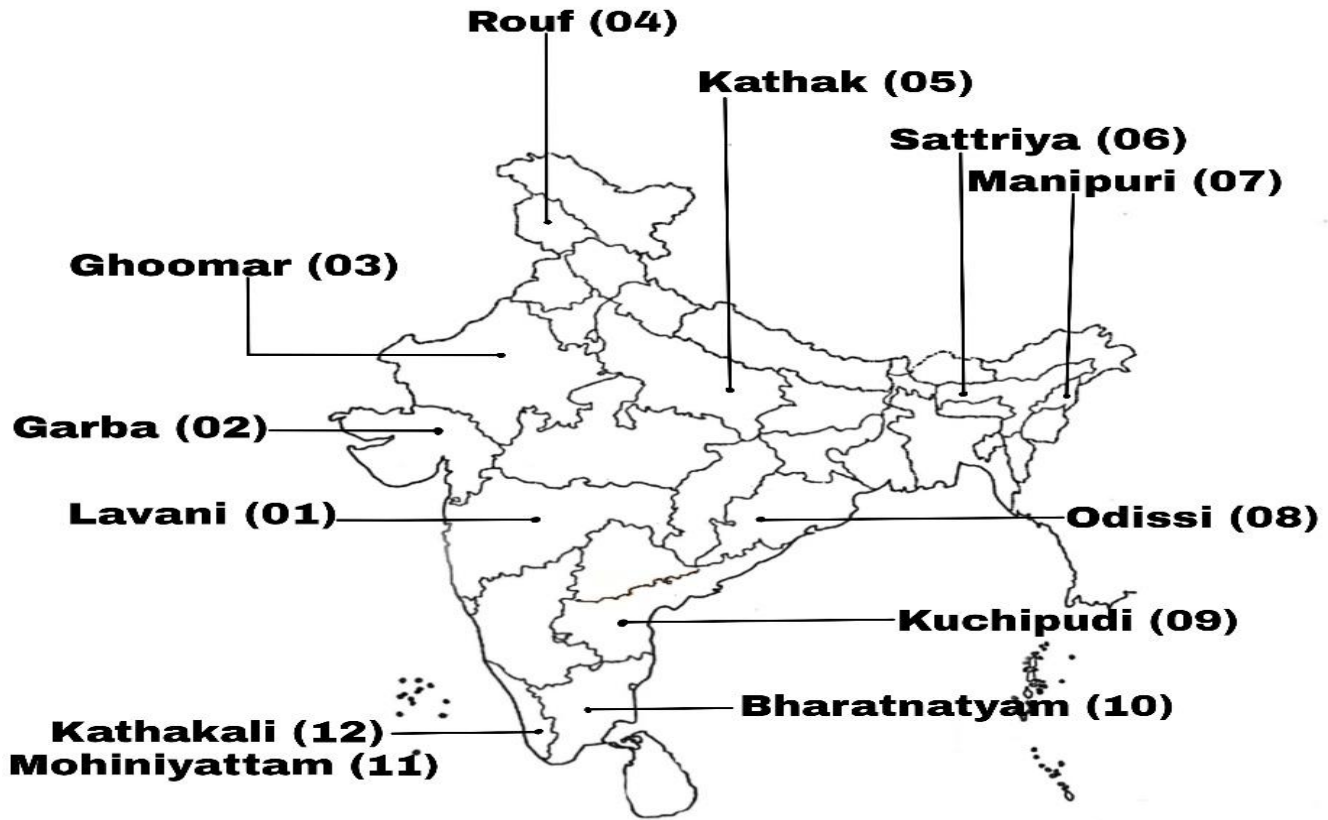 Rouf (04)
Kathak (05)
Sattriya (06)
Manipuri (07)
Ghoomar (03)
Garba (02)
Lavani (01)
Odissi (08)
Kuchipudi (09)
Bharatnatyam (10)
Kathakali (12)
Mohiniyattam (11)